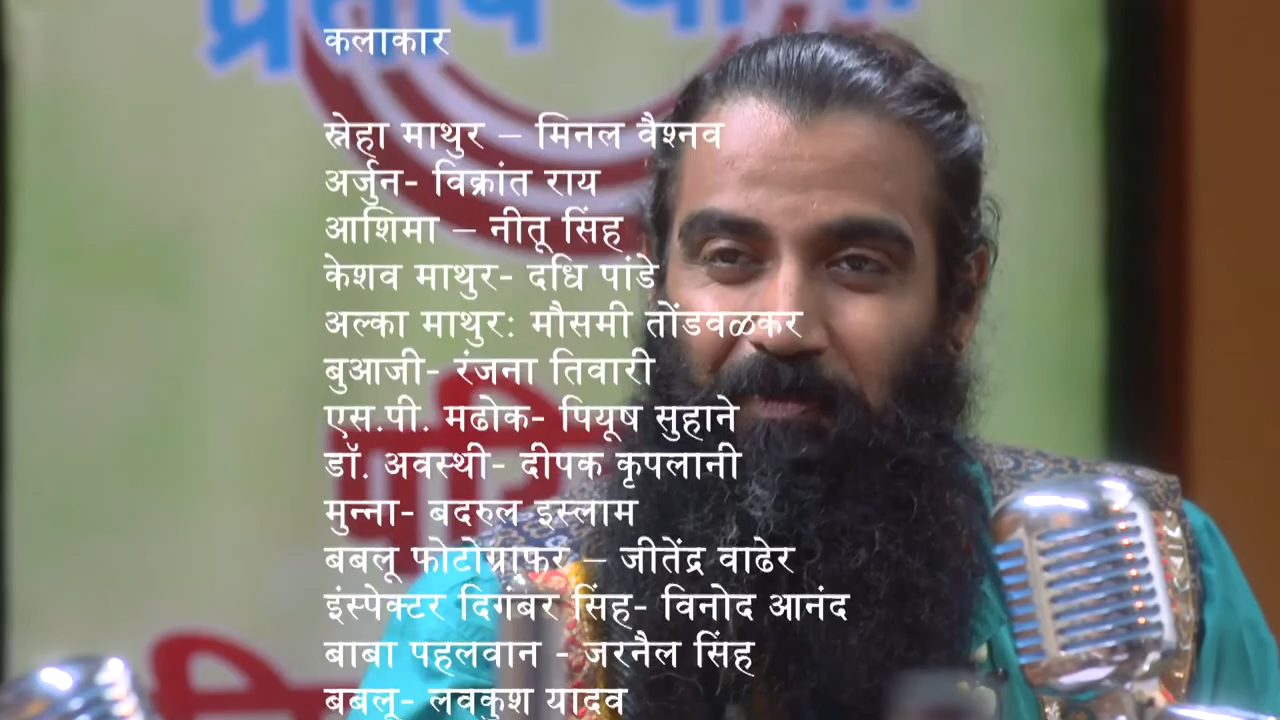 कलाकार
स्नेहा माथुर – मिनल वैश्नव
अर्जुन- विक्रांत राय
आशिमा – नीतू सिंह
केशव माथुर- दधि पांडे
अल्का माथुर: मौसमी तोंडवळकर
बुआजी- रंजना तिवारी
एस.पी. मढोक- पियूष सुहाने
डॉ. अवस्थी- दीपक कृपलानी
मुन्ना- बदरुल इस्लाम
बबलू फोटोग्राफर – जीतेंद्र वाढेर
इंस्पेक्टर दिगंबर सिंह- विनोद आनंद
बाबा पहलवान - जरनैल सिंह
बबलू- लवकुश यादव